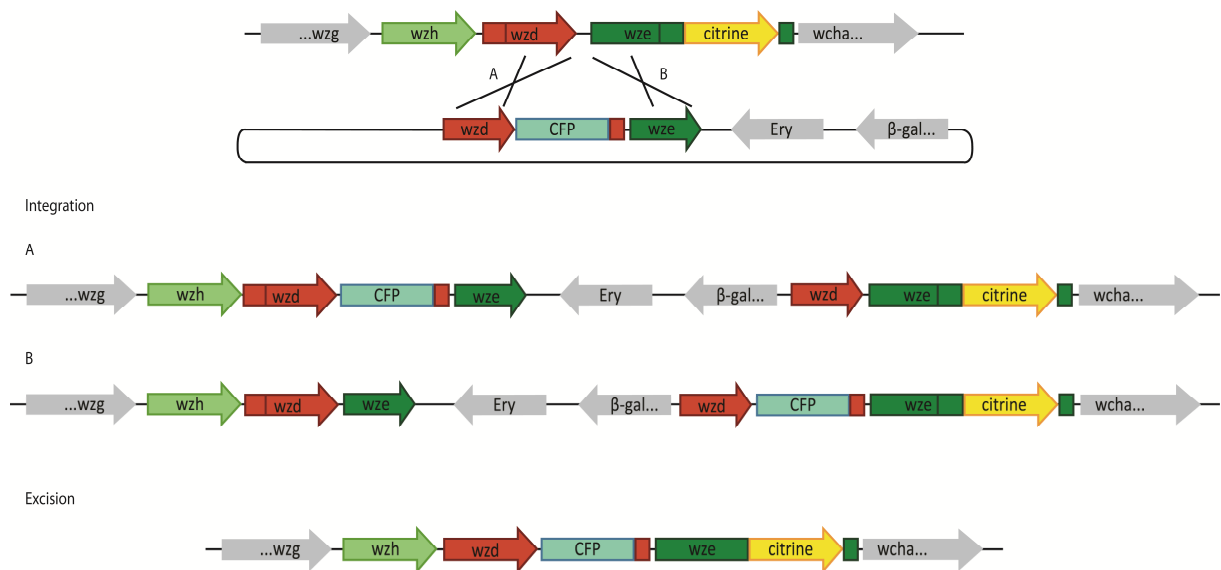 ...wzg wzh wzd wze citrine wcha...
A B
wzd CFP wze Ery β-gal...
Integration
A
...wzg wzh wzd CFP wze Ery β-gal... wzd wze citrine wcha...
B
...wzg wzh wzd wze Ery β-gal... wzd CFP wze citrine wcha...
Excision
...wzg wzh wzd CFP wze citrine wcha...